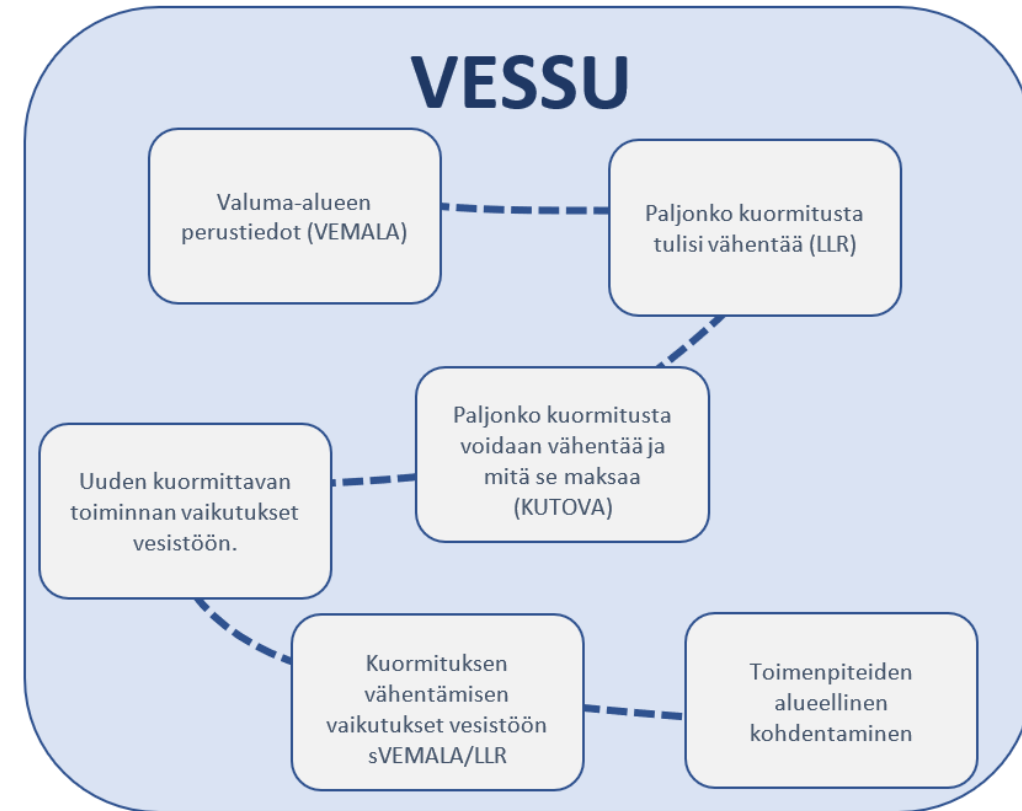 VESSU
Valuma-alueen
perustiedot (VEMALA)
Paljonko kuormitusta
tulisi vähentää (LLR)
Paljonko kuormitusta
voidaan vähentää ja
mitä se maksaa
(KUTOVA)
Uuden kuormittavan
toiminnan vaikutukset
vesistöön.
Kuormituksen
vähentämisen
vaikutukset vesistöön
sVEMALA/LLR
Toimenpiteiden
alueellinen
kohdentaminen